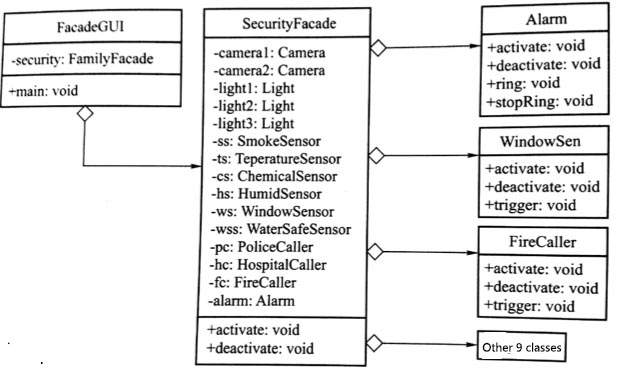 FacadeGUI
-security: FamilyFacade
+main: void
SecurityFacade
-camera1: Camera
-camera2: Camera
-light1: Light
-light2: Light
-light3: Light
-ss: SmokeSensor
-ts: TeperatureSensor
-cs: ChemicalSensor
-hs: HumidSensor
-ws: WindowSensor
-wss: WaterSafeSensor
-pc: PoliceCaller
-hc: HospitalCaller
-fc: FireCaller
-alarm: Alarm
+activate: void
+deactivate: void
Alarm
+activate: void
+deactivate: void
+ring: void
+stopRing: void
WindowSen
+activate: void
+deactivate: void
+trigger: void
FireCaller
+activate: void
+deactivate: void
+trigger: void
Other 9 classes